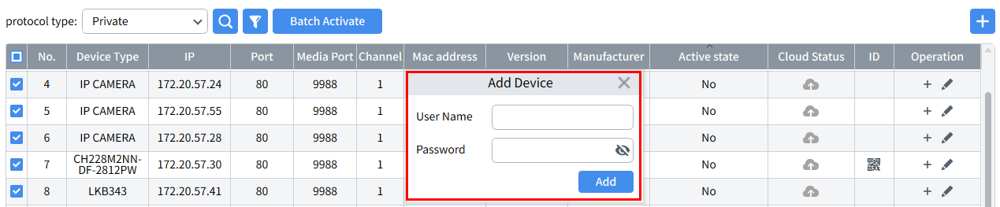 protocol type: Private Batch Activate +
No. Device Type IP Port Media Port Channel Mac address Version Manufacturer Active state Cloud Status ID Operation
4 IP CAMERA 172.20.57.24 80 9988 1 No +
Add Device
5 IP CAMERA 172.20.57.55 80 9988 1 No +
User Name
6 IP CAMERA 172.20.57.28 80 9988 1 No +
Password
7 CH228M2NN-
DF-2812PW 172.20.57.30 80 9988 1 No +
8 LKB343 172.20.57.41 80 9988 1 No +
Add